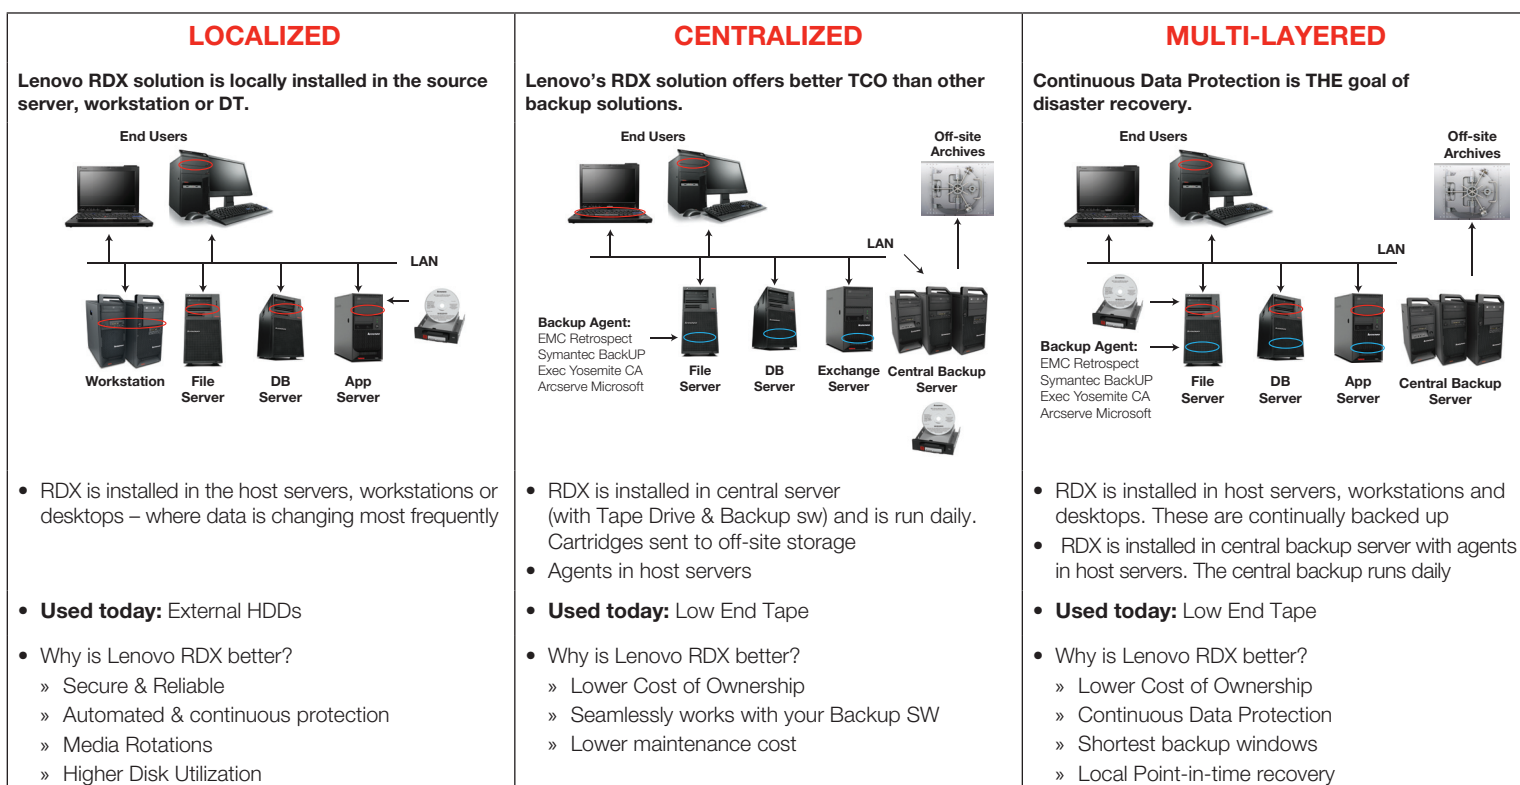 LOCALIZED
Lenovo RDX solution is locally installed in the source
server, workstation or DT.
End Users
LAN
Workstation
File
Server
DB
Server
App
Server
• RDX is installed in the host servers, workstations or
desktops – where data is changing most frequently
• Used today: External HDDs
• Why is Lenovo RDX better?
» Secure & Reliable
» Automated & continuous protection
» Media Rotations
» Higher Disk Utilization
CENTRALIZED
Lenovo's RDX solution offers better TCO than other
backup solutions.
End Users
Off-site
Archives
LAN
Backup Agent:
EMC Retrospect
Symantec BackUP
Exec Yosemite CA
Arcserve Microsoft
File
Server
DB
Server
Exchange
Server
Central Backup
Server
• RDX is installed in central server
(with Tape Drive & Backup sw) and is run daily.
Cartridges sent to off-site storage
• Agents in host servers
• Used today: Low End Tape
• Why is Lenovo RDX better?
» Lower Cost of Ownership
» Seamlessly works with your Backup SW
» Lower maintenance cost
MULTI-LAYERED
Continuous Data Protection is THE goal of
disaster recovery.
End Users
Off-site
Archives
LAN
Backup Agent:
EMC Retrospect
Symantec BackUP
Exec Yosemite CA
Arcserve Microsoft
File
Server
DB
Server
App
Server
Central Backup
Server
• RDX is installed in host servers, workstations and
desktops. These are continually backed up
• RDX is installed in central backup server with agents
in host servers. The central backup runs daily
• Used today: Low End Tape
• Why is Lenovo RDX better?
» Lower Cost of Ownership
» Continuous Data Protection
» Shortest backup windows
» Local Point-in-time recovery